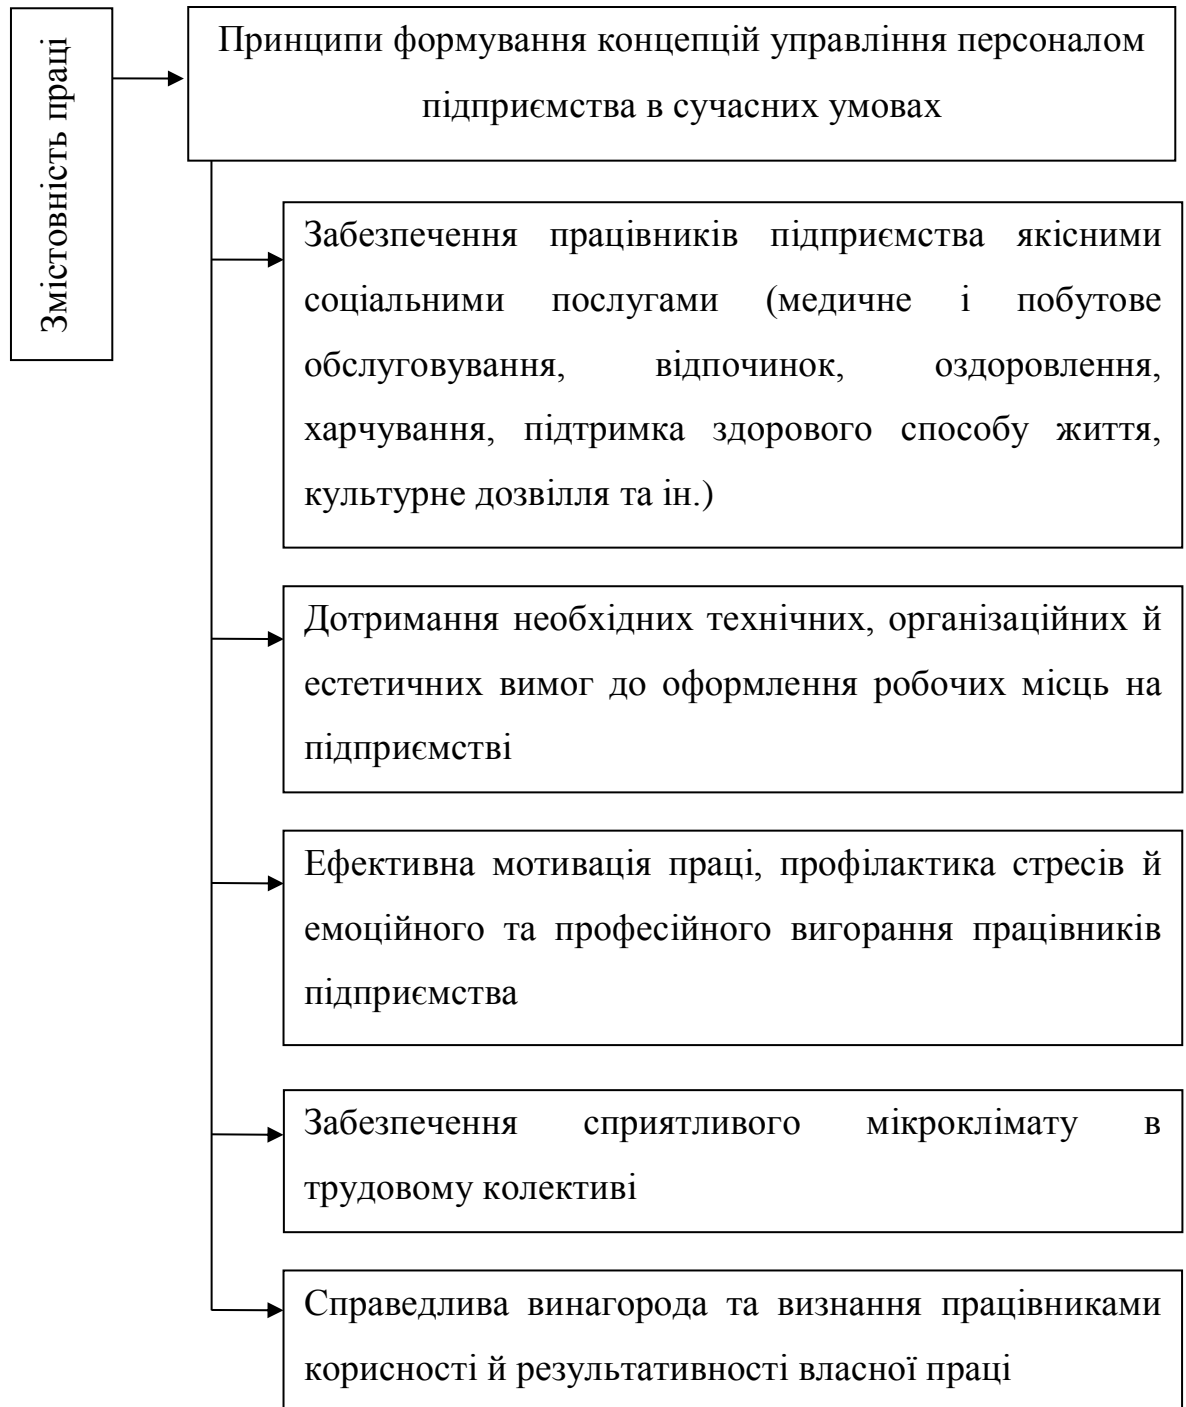 Змістовність праці
Принципи формування концепцій управління персоналом
підприємства в сучасних умовах
Забезпечення працівників підприємства якісними
соціальними послугами (медичне і побутове
обслуговування, відпочинок, оздоровлення,
харчування, підтримка здорового способу життя,
культурне дозвілля та ін.)
Дотримання необхідних технічних, організаційних й
естетичних вимог до оформлення робочих місць на
підприємстві
Ефективна мотивація праці, профілактика стресів й
емоційного та професійного вигорання працівників
підприємства
Забезпечення сприятливого мікроклімату в
трудовому колективі
Справедлива винагорода та визнання працівниками
корисності й результативності власної праці